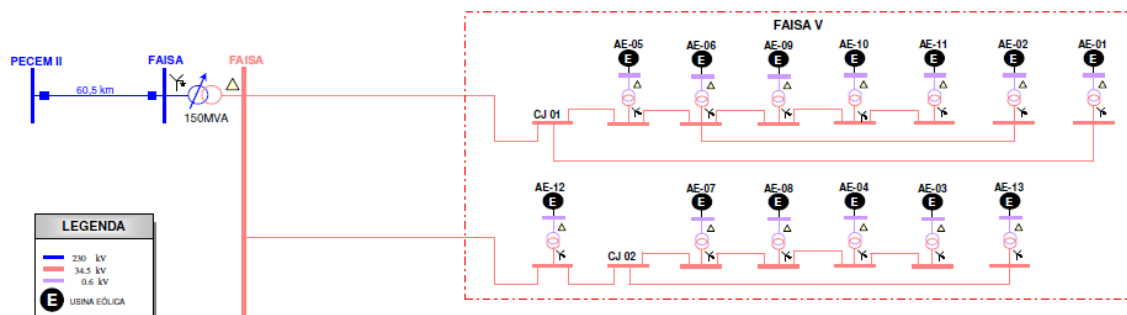 FAISA V
AE-05 AE-06 AE-09 AE-10 AE-11 AE-02 AE-01
E E E E E E E
PECEM II FAISA FAISA
60,5 km
150MVA
CJ 01
AE-12 AE-07 AE-08 AE-04 AE-03 AE-13
E E E E E E
CJ 02
LEGENDA
230 kV
34.5 kV
0.6 kV
E USINA EÓLICA